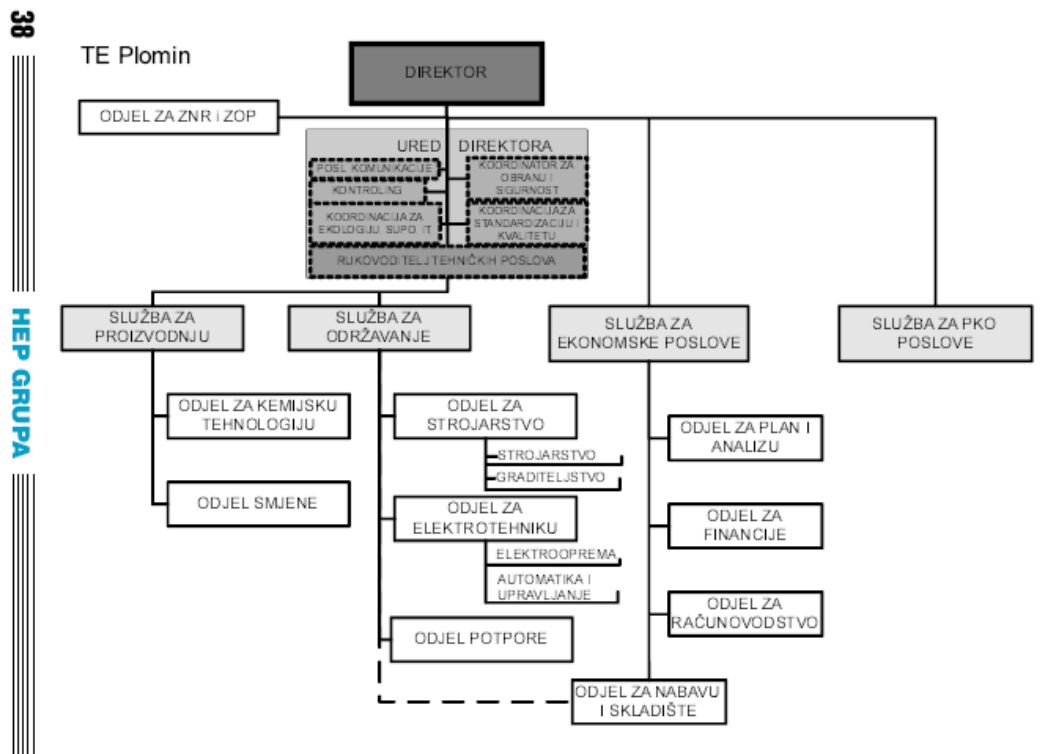 38
HEP GRUPA
TE Plomin
DIREKTOR
ODJEL ZA ZNR i ZOP
URED DIREKTORA
POSL. KOMUNIKACIJE
KONTROLING
KOORDINACIJA ZA
EKOLOGIJU SUPO, IT
KOORDINATOR ZA
OBRANU I
SIGURNOST
KOORDINACIJA ZA
STANDARDIZACIJU I
KVALITETU
RUKOVODITELJ TEHNIČKIH POSLOVA
SLUŽBA ZA
PROIZVODNJU
SLUŽBA ZA
ODRŽAVANJE
SLUŽBA ZA
EKONOMSKE POSLOVE
SLUŽBA ZA PKO
POSLOVE
ODJEL ZA KEMIJSKU
TEHNOLOGIJU
ODJEL SMJENE
ODJEL ZA
STROJARSTVO
STROJARSTVO
GRADITELJSTVO
ODJEL ZA
ELEKTROTEHNIKU
ELEKTROOPREMA
AUTOMATIKA I
UPRAVLJANJE
ODJEL POTPORE
ODJEL ZA PLAN I
ANALIZU
ODJEL ZA
FINANCIJE
ODJEL ZA
RAČUNOVODSTVO
ODJEL ZA NABAVU
I SKLADIŠTE